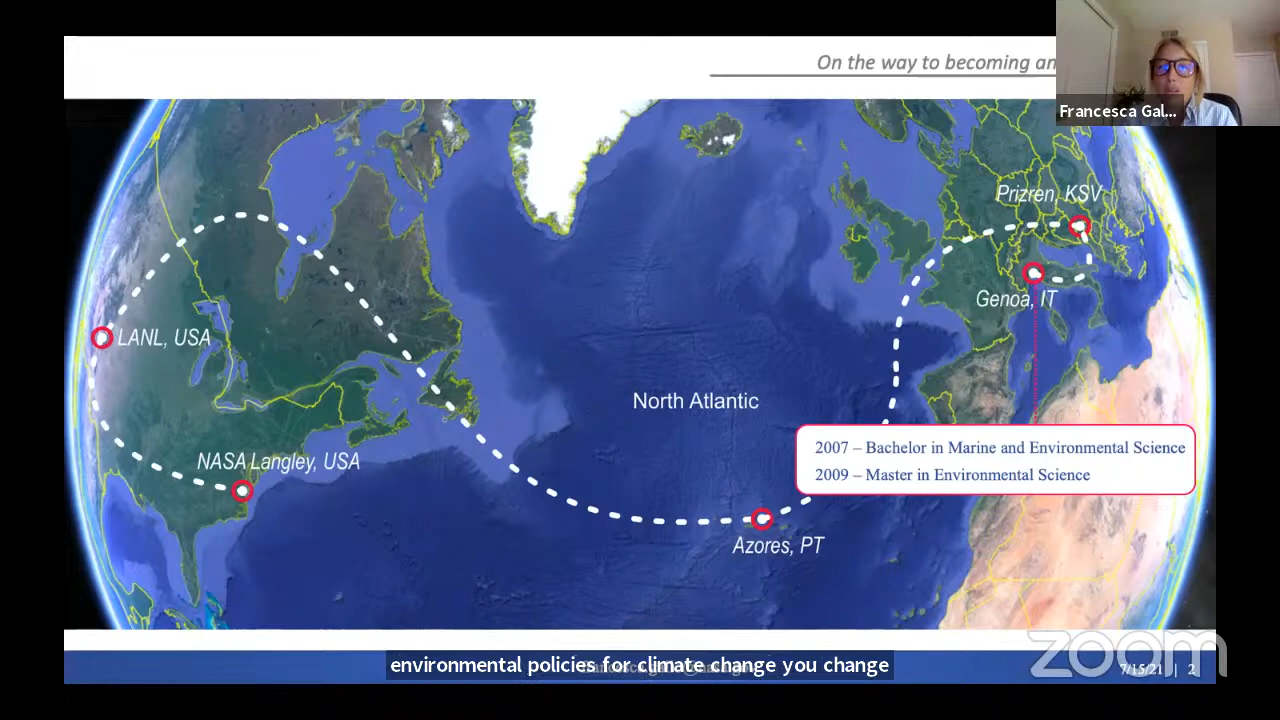 On the way to becoming an
Francesca Gal...
Prizren, KSV
Genoa, IT
LANL, USA
North Atlantic
2007 – Bachelor in Marine and Environmental Science
2009 – Master in Environmental Science
NASA Langley, USA
Azores, PT
zoom
environmental policies for climate change you change
7/15/21 | 2